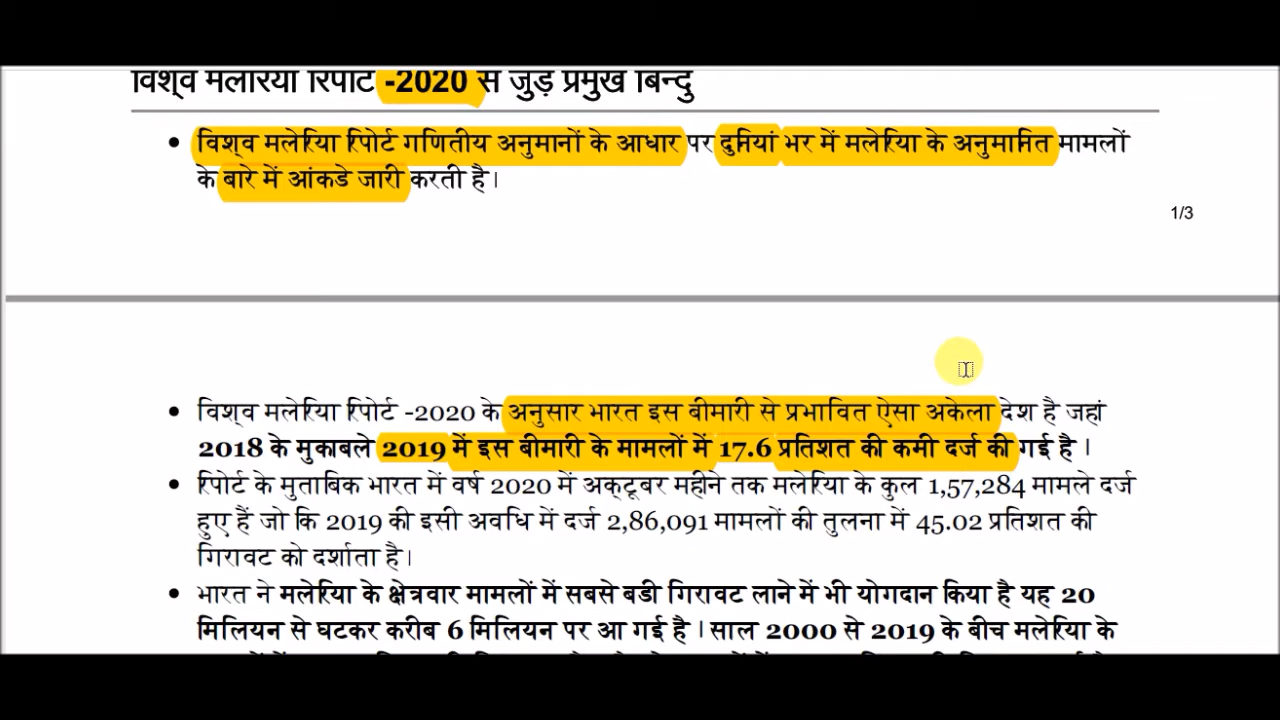 विश्व मलेरिया रिपोर्ट -2020 से जुड़े प्रमुख बिन्दु
विश्व मलेरिया रिपोर्ट गणितीय अनुमानों के आधार पर दुनियां भर में मलेरिया के अनुमानित मामलों
के बारे में आंकडे जारी करती है।
1/3
विश्व मलेरिया रिपोर्ट -2020 के अनुसार भारत इस बीमारी से प्रभावित ऐसा अकेला देश है जहां
2018 के मुकाबले 2019 में इस बीमारी के मामलों में 17.6 प्रतिशत की कमी दर्ज की गई है ।
रिपोर्ट के मुताबिक भारत में वर्ष 2020 में अक्टूबर महीने तक मलेरिया के कुल 1,57,284 मामले दर्ज
हुए हैं जो कि 2019 की इसी अवधि में दर्ज 2,86,091 मामलों की तुलना में 45.02 प्रतिशत की
गिरावट को दर्शाता है।
भारत ने मलेरिया के क्षेत्रवार मामलों में सबसे बडी गिरावट लाने में भी योगदान किया है यह 20
मिलियन से घटकर करीब 6 मिलियन पर आ गई है । साल 2000 से 2019 के बीच मलेरिया के